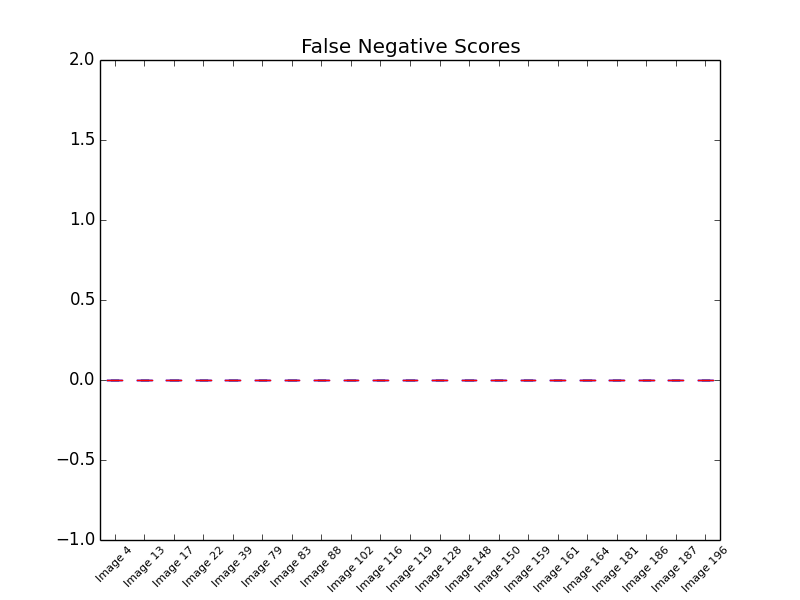 False Negative Scores
2.0
1.5
1.0
0.5
0.0
−0.5
−1.0
Image 4
Image 13
Image 17
Image 22
Image 39
Image 79
Image 83
Image 88
Image 102
Image 116
Image 119
Image 128
Image 148
Image 150
Image 159
Image 161
Image 164
Image 181
Image 186
Image 187
Image 196